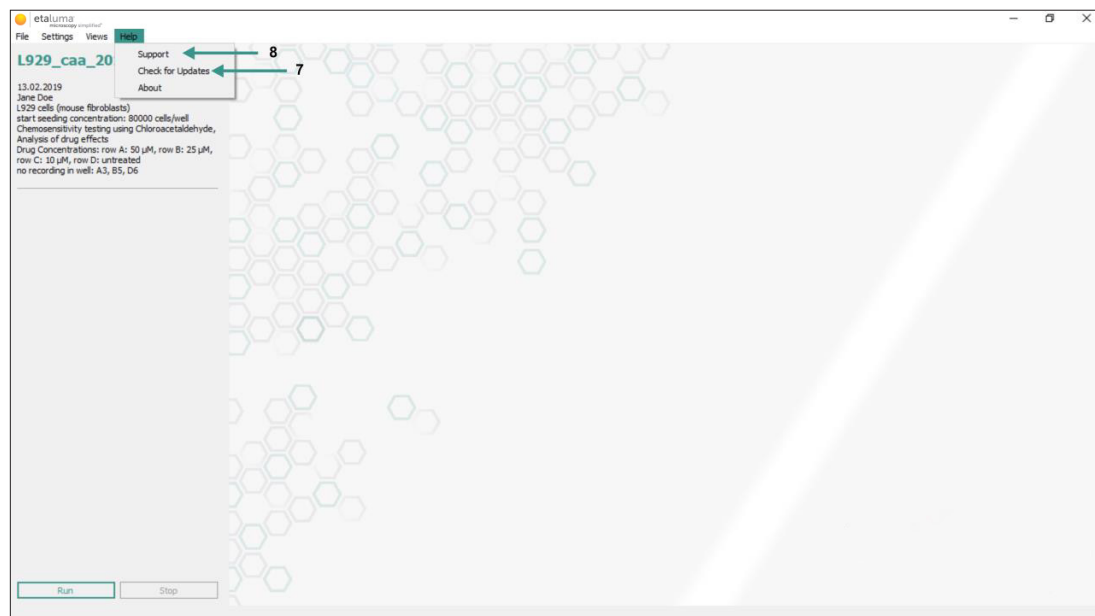 etaluma
microscopy simplified
File Settings Views Help
L929_caa_20
Support 8
Check for Updates 7
About
13.02.2019
Jane Doe
L929 cells (mouse fibroblasts)
start seeding concentration: 80000 cells/well
Chemosensitivity testing using Chloroacetaldehyde,
Analysis of drug effects
Drug Concentrations: row A: 50 µM, row B: 25 µM,
row C: 10 µM, row D: untreated
no recording in well: A3, B5, D6
Run Stop